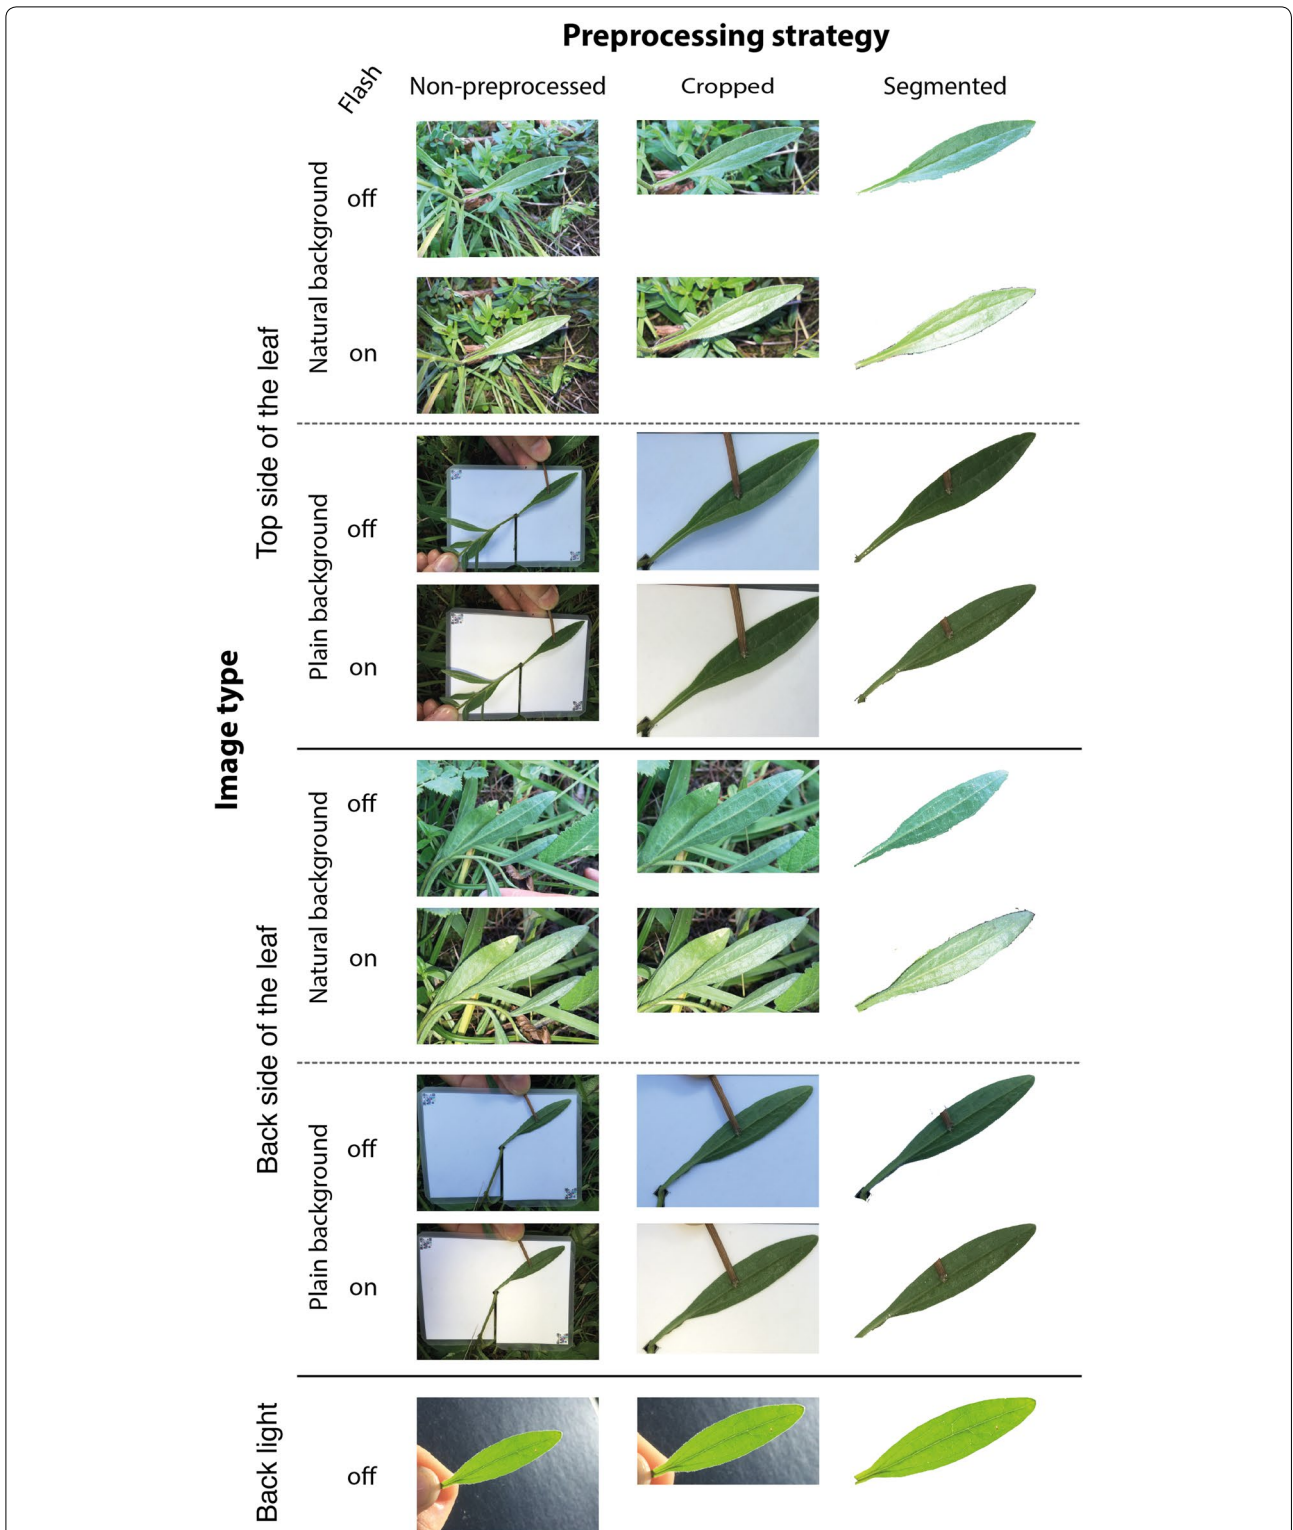 Preprocessing strategy
Flash
Non-preprocessed
Cropped
Segmented
Image type
Top side of the leaf
Natural background
off
on
Plain background
off
on
Back side of the leaf
Natural background
off
on
Plain background
off
on
Back light
off